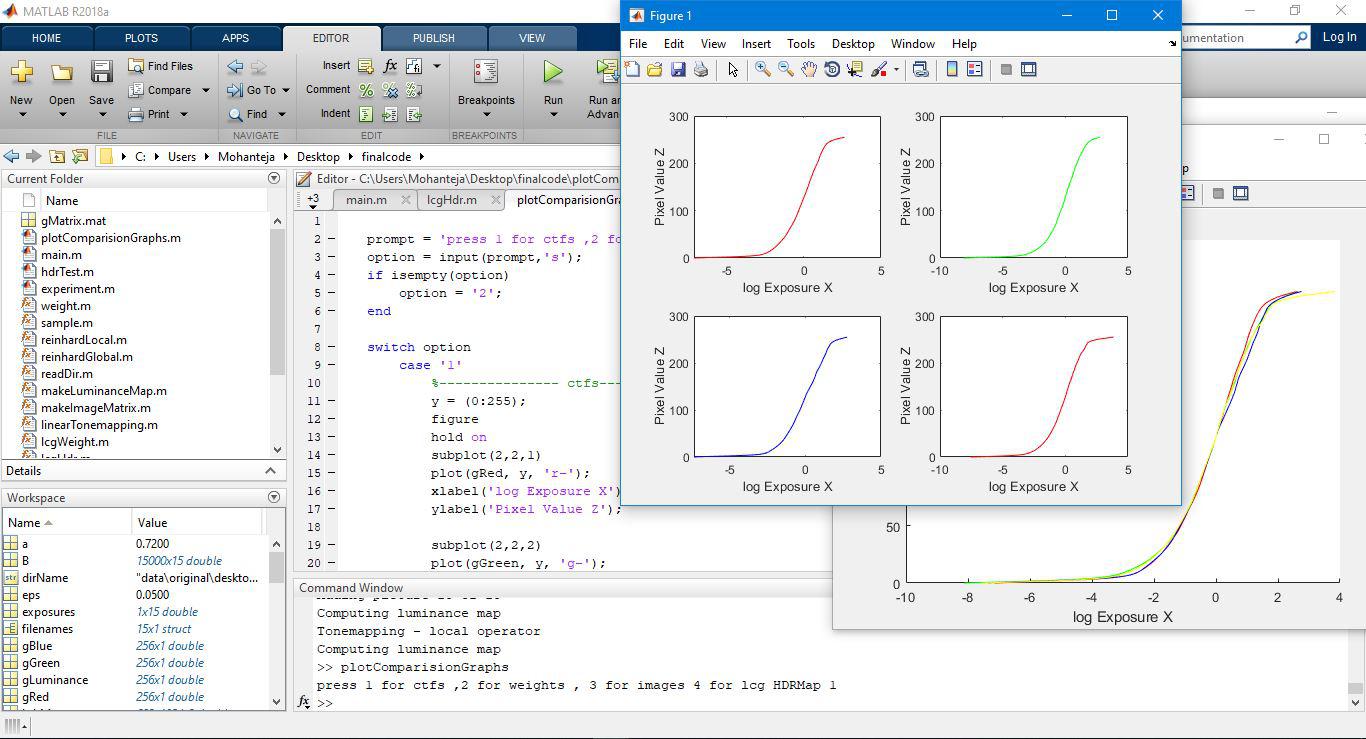 MATLAB R2018a
HOME PLOTS APPS EDITOR PUBLISH VIEW
umentation
Log In
New Open Save
Find Files
Compare
Print
FILE
Go To
Find
NAVIGATE
Insert fx
Comment
Indent
EDIT
Breakpoints
BREAKPOINTS
Run
Run an
Advan
C: Users Mohanteja Desktop finalcode
Current Folder
Name
gMatrix.mat
plotComparisionGraphs.m
main.m
hdrTest.m
experiment.m
weight.m
sample.m
reinhardLocal.m
reinhardGlobal.m
readDir.m
makeLuminanceMap.m
makeImageMatrix.m
linearTonemapping.m
lcgWeight.m
Details
Workspace
Name Value
a 0.7200
B 15000x15 double
dirName "data\original\deskto...
eps 0.0500
exposures 1x15 double
filenames 15x1 struct
gBlue 256x1 double
gGreen 256x1 double
gLuminance 256x1 double
gRed 256x1 double
Editor - C:\Users\Mohanteja\Desktop\finalcode\plotCom
+3 main.m lcgHdr.m plotComparisionGra
1
2 – prompt = 'press 1 for ctfs ,2 fo
3 – option = input(prompt,'s');
4 – if isempty(option)
5 – option = '2';
6 – end
7
8 – switch option
9 – case '1'
10 %--------------- ctfs---
11 – y = (0:255);
12 – figure
13 – hold on
14 – subplot(2,2,1)
15 – plot(gRed, y, 'r-');
16 – xlabel('log Exposure X')
17 – ylabel('Pixel Value Z');
18
19 – subplot(2,2,2)
20 – plot(gGreen, y, 'g-');
Command Window
Computing luminance map
Tonemapping - local operator
Computing luminance map
>> plotComparisionGraphs
press 1 for ctfs ,2 for weights , 3 for images 4 for lcg HDRMap 1
fx >>
Figure 1
File Edit View Insert Tools Desktop Window Help
300
200
100
0
-5 0 5
Pixel Value Z
log Exposure X
300
200
100
0
-10 -5 0 5
Pixel Value Z
log Exposure X
300
200
100
0
-5 0 5
Pixel Value Z
log Exposure X
300
200
100
0
-10 -5 0 5
Pixel Value Z
log Exposure X
p
50
0
-10 -8 -6 -4 -2 0 2 4
log Exposure X